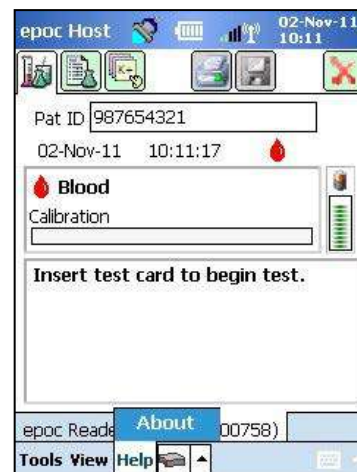 epoc Host 02-Nov-11
10:11
Pat ID 987654321
02-Nov-11 10:11:17
Blood
Calibration
Insert test card to begin test.
epoc Reade 00758)
About
Tools View Help